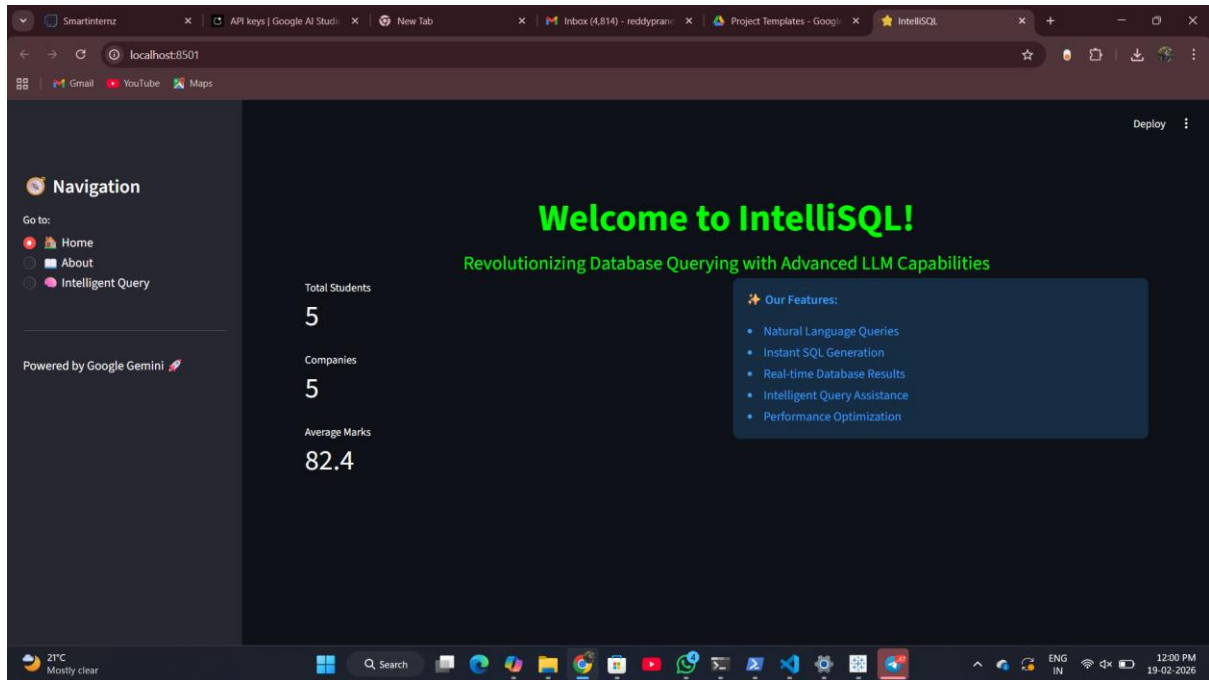 Smartinternz
API keys | Google AI Studi
New Tab
Inbox (4,814) - reddyprane
Project Templates - Google
IntelliSQL
localhost:8501
Gmail YouTube Maps
Deploy
Navigation
Go to:
Home
About
Intelligent Query
Powered by Google Gemini
Welcome to IntelliSQL!
Revolutionizing Database Querying with Advanced LLM Capabilities
Total Students
5
Companies
5
Average Marks
82.4
Our Features:
• Natural Language Queries
• Instant SQL Generation
• Real-time Database Results
• Intelligent Query Assistance
• Performance Optimization
21°C
Mostly clear
Search
ENG
IN
12:00 PM
19-02-2026